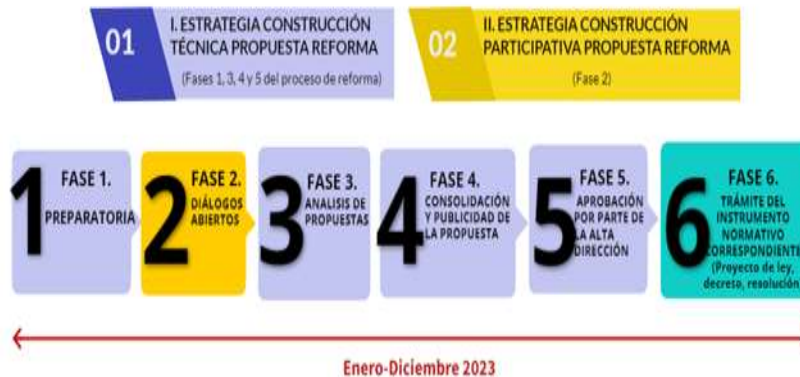 01
I. ESTRATEGIA CONSTRUCCIÓN
TÉCNICA PROPUESTA REFORMA
(Fases 1, 3, 4 y 5 del proceso de reforma)
02
II. ESTRATEGIA CONSTRUCCIÓN
PARTICIPATIVA PROPUESTA REFORMA
(Fase 2)
1
FASE 1.
PREPARATORIA
2
FASE 2.
DIÁLOGOS
ABIERTOS
3
FASE 3.
ANALISIS DE
PROPUESTAS
4
FASE 4.
CONSOLIDACIÓN
Y PUBLICIDAD DE
LA PROPUESTA
5
FASE 5.
APROBACIÓN
POR PARTE DE
LA ALTA
DIRECCIÓN
6
FASE 6.
TRÁMITE DEL
INSTRUMENTO
NORMATIVO
CORRESPONDIENTE
(Proyecto de ley,
decreto, resolución)
Enero-Diciembre 2023